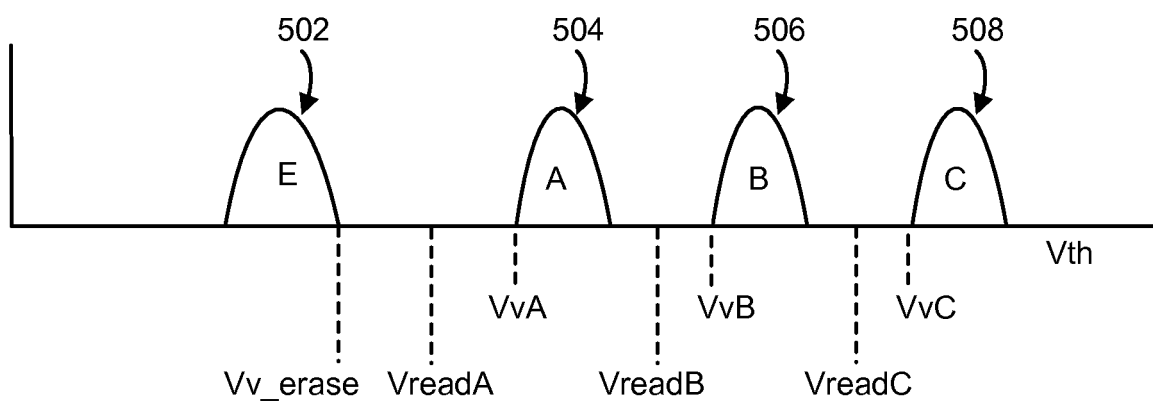 502 504 506 508
E A B C
Vth
VvA VvB VvC
Vv_erase VreadA VreadB VreadC